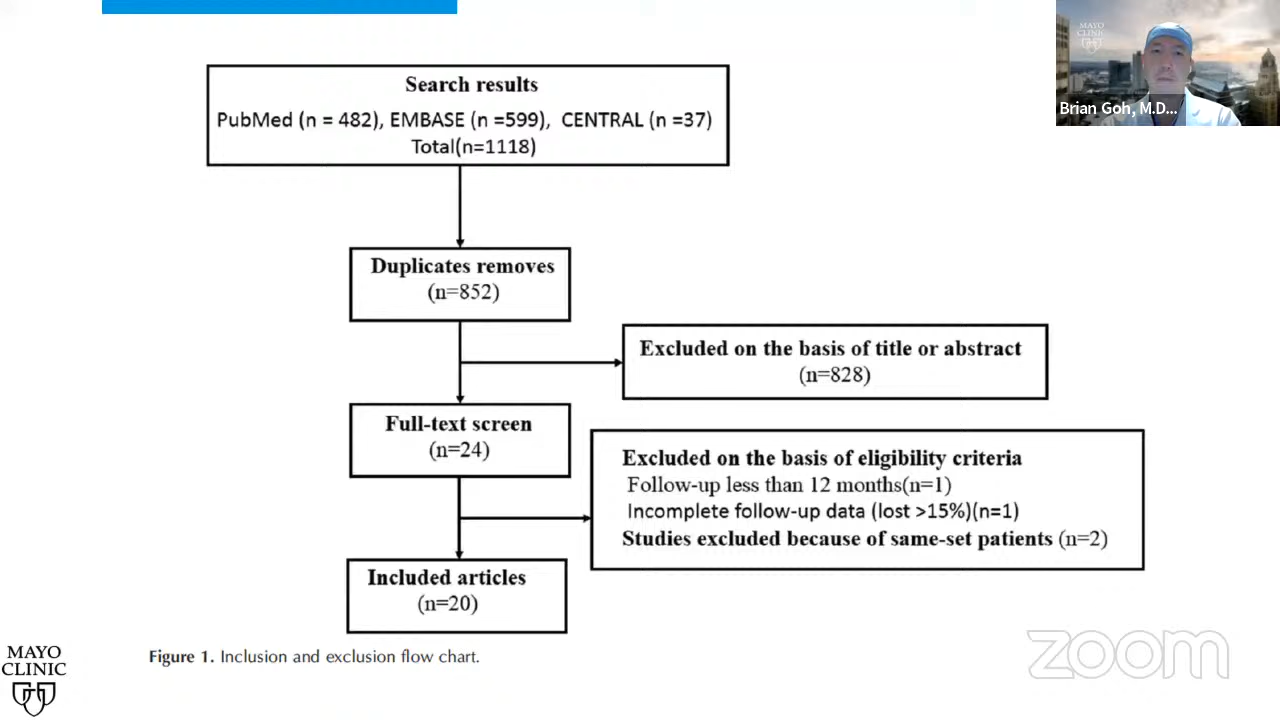 MAYO
CLINIC
Brian Goh, M.D...
Search results
PubMed (n = 482), EMBASE (n =599), CENTRAL (n =37)
Total(n=1118)
Duplicates removes
(n=852)
Excluded on the basis of title or abstract
(n=828)
Full-text screen
(n=24)
Excluded on the basis of eligibility criteria
Follow-up less than 12 months(n=1)
Incomplete follow-up data (lost >15%)(n=1)
Studies excluded because of same-set patients (n=2)
Included articles
(n=20)
Figure 1. Inclusion and exclusion flow chart.
MAYO
CLINIC
zoom